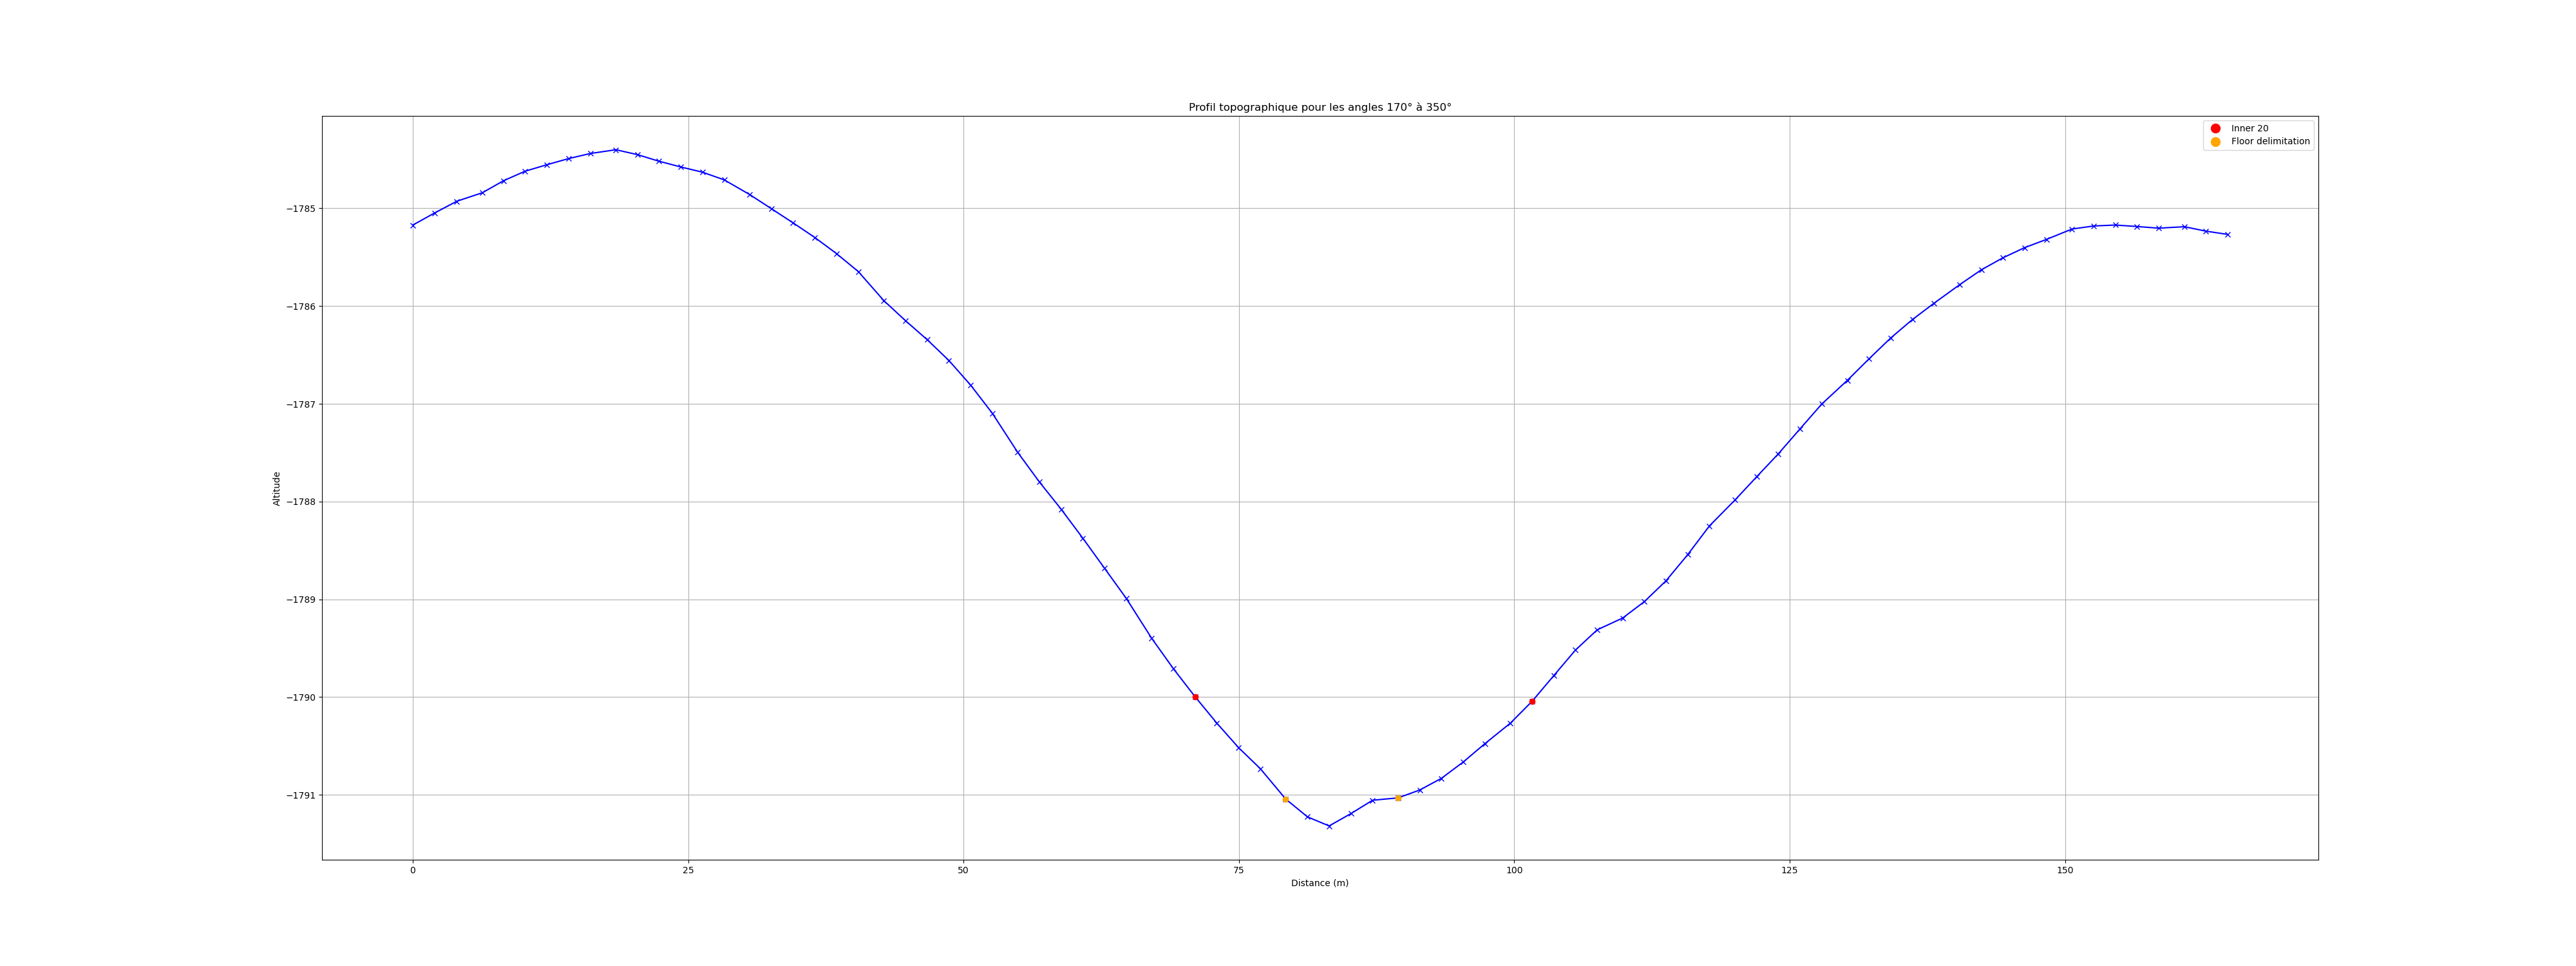 Profil topographique pour les angles 170° à 350°
Inner 20
Floor delimitation
Altitude
−1785
−1786
−1787
−1788
−1789
−1790
−1791
0 25 50 75 100 125 150
Distance (m)